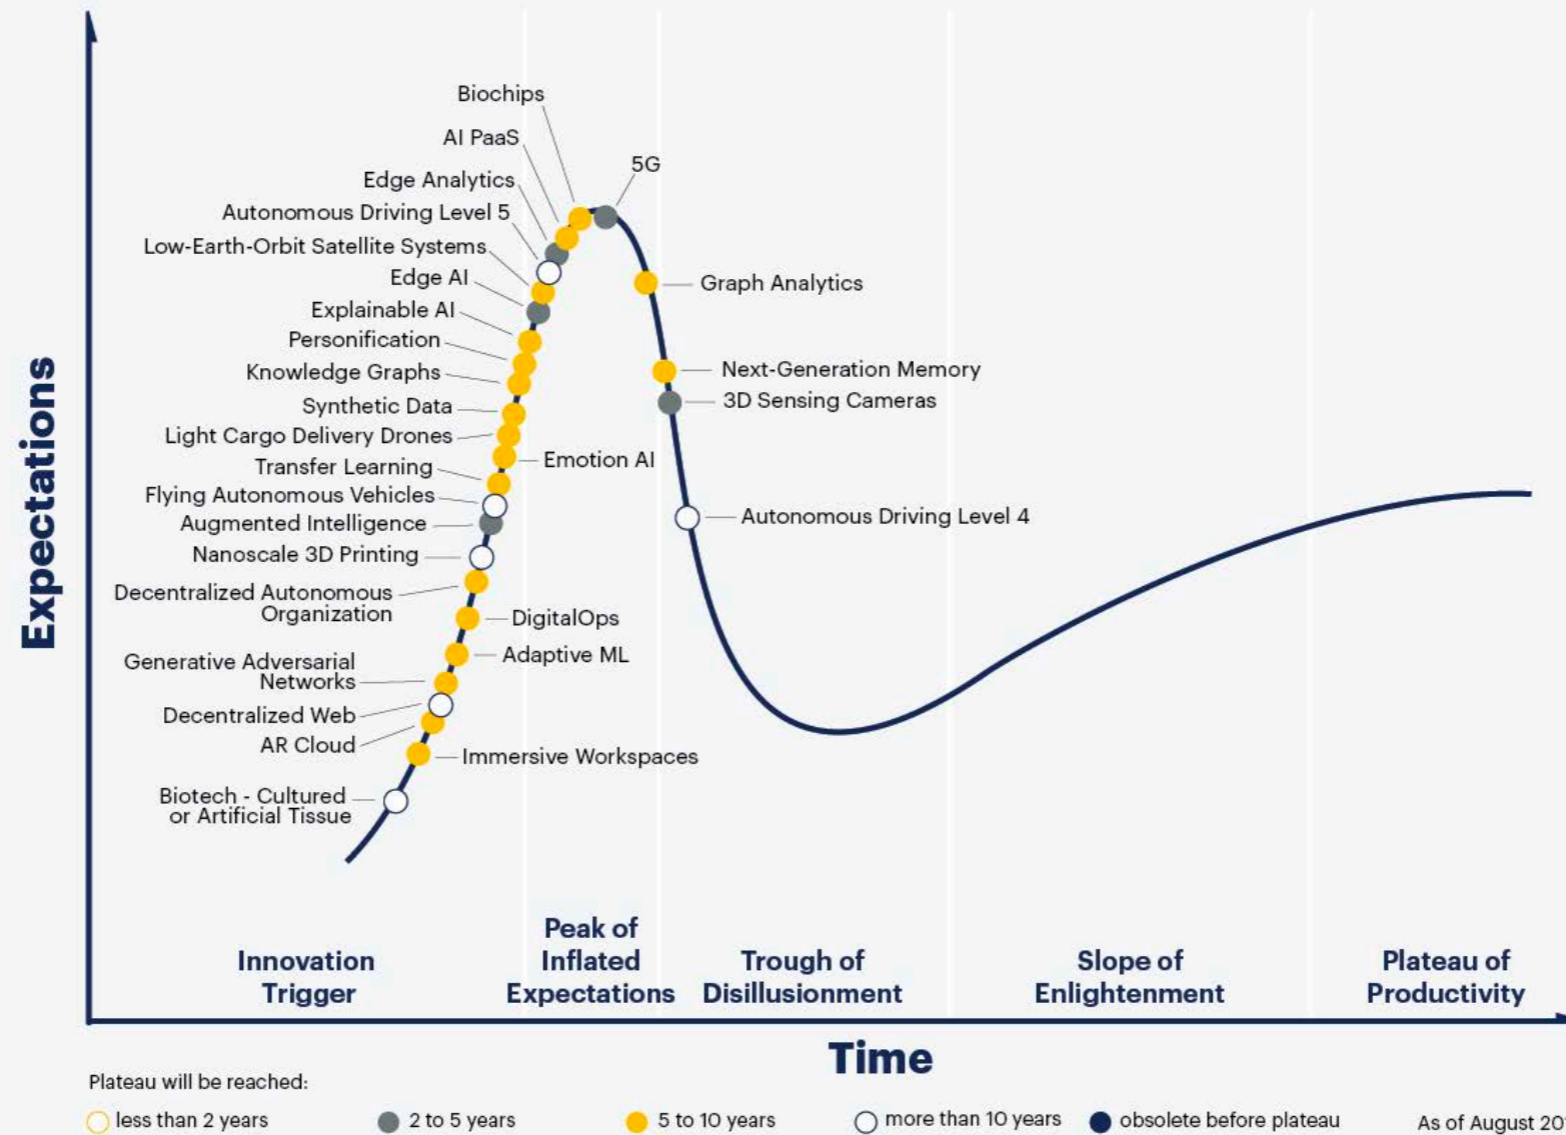 Biochips
AI PaaS
5G
Edge Analytics
Autonomous Driving Level 5
Low-Earth-Orbit Satellite Systems
Edge AI
Graph Analytics
Explainable AI
Personification
Knowledge Graphs
Next-Generation Memory
3D Sensing Cameras
Synthetic Data
Light Cargo Delivery Drones
Emotion AI
Transfer Learning
Flying Autonomous Vehicles
Augmented Intelligence
Autonomous Driving Level 4
Nanoscale 3D Printing
Decentralized Autonomous
Organization
DigitalOps
Adaptive ML
Generative Adversarial
Networks
Decentralized Web
AR Cloud
Immersive Workspaces
Biotech - Cultured
or Artificial Tissue
Expectations
Innovation
Trigger
Peak of
Inflated
Expectations
Trough of
Disillusionment
Slope of
Enlightenment
Plateau of
Productivity
Time
Plateau will be reached:
less than 2 years
2 to 5 years
5 to 10 years
more than 10 years
obsolete before plateau
As of August